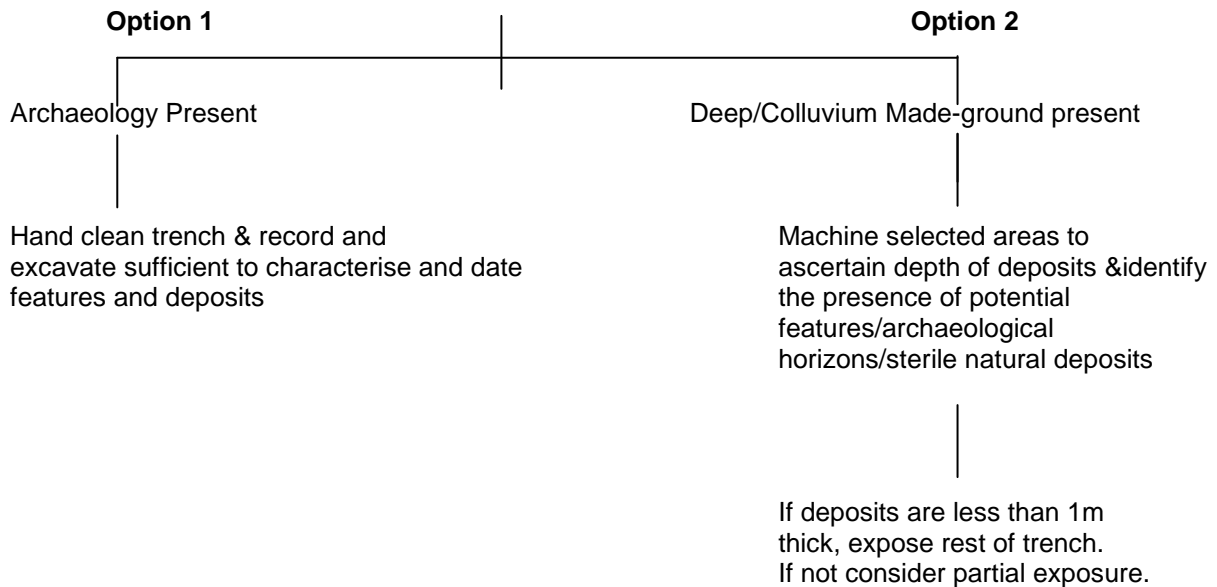 Option 1
Option 2
Archaeology Present
Deep/Colluvium Made-ground present
Hand clean trench & record and
excavate sufficient to characterise and date
features and deposits
Machine selected areas to
ascertain depth of deposits &identify
the presence of potential
features/archaeological
horizons/sterile natural deposits
If deposits are less than 1m
thick, expose rest of trench.
If not consider partial exposure.